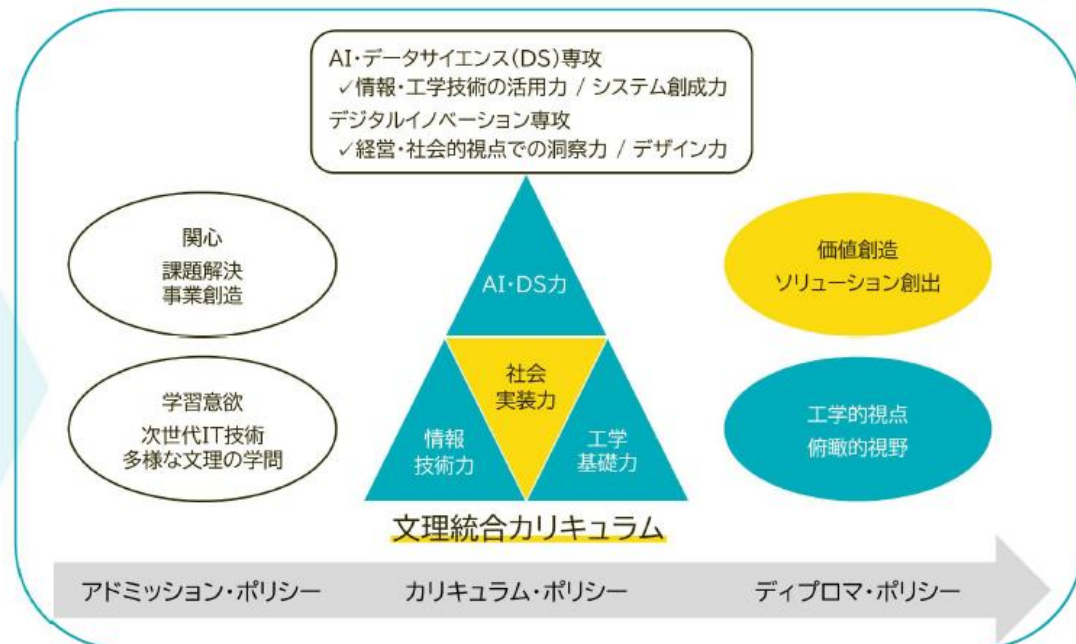 AI・データサイエンス(DS)専攻
✓情報・工学技術の活用力 / システム創成力
デジタルイノベーション専攻
✓経営・社会的視点での洞察力 / デザイン力
関心
課題解決
事業創造
学習意欲
次世代IT技術
多様な文理の学問
AI・DS力
社会
実装力
情報
技術力
工学
基礎力
文理統合カリキュラム
価値創造
ソリューション創出
工学的視点
俯瞰的視野
アドミッション・ポリシー
カリキュラム・ポリシー
ディプロマ・ポリシー